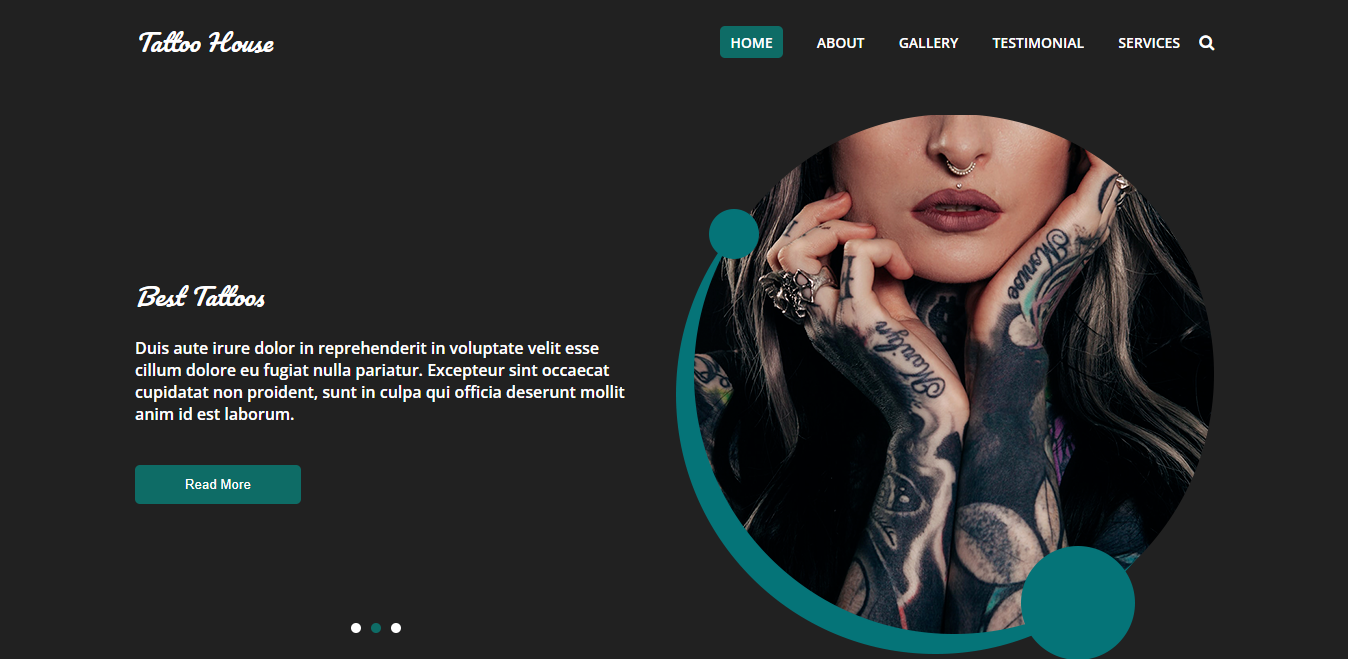 Tattoo House
HOME ABOUT GALLERY TESTIMONIAL SERVICES
Monroe
Marilyn
Best Tattoos
Duis aute irure dolor in reprehenderit in voluptate velit esse
cillum dolore eu fugiat nulla pariatur. Excepteur sint occaecat
cupidatat non proident, sunt in culpa qui officia deserunt mollit
anim id est laborum.
Read More